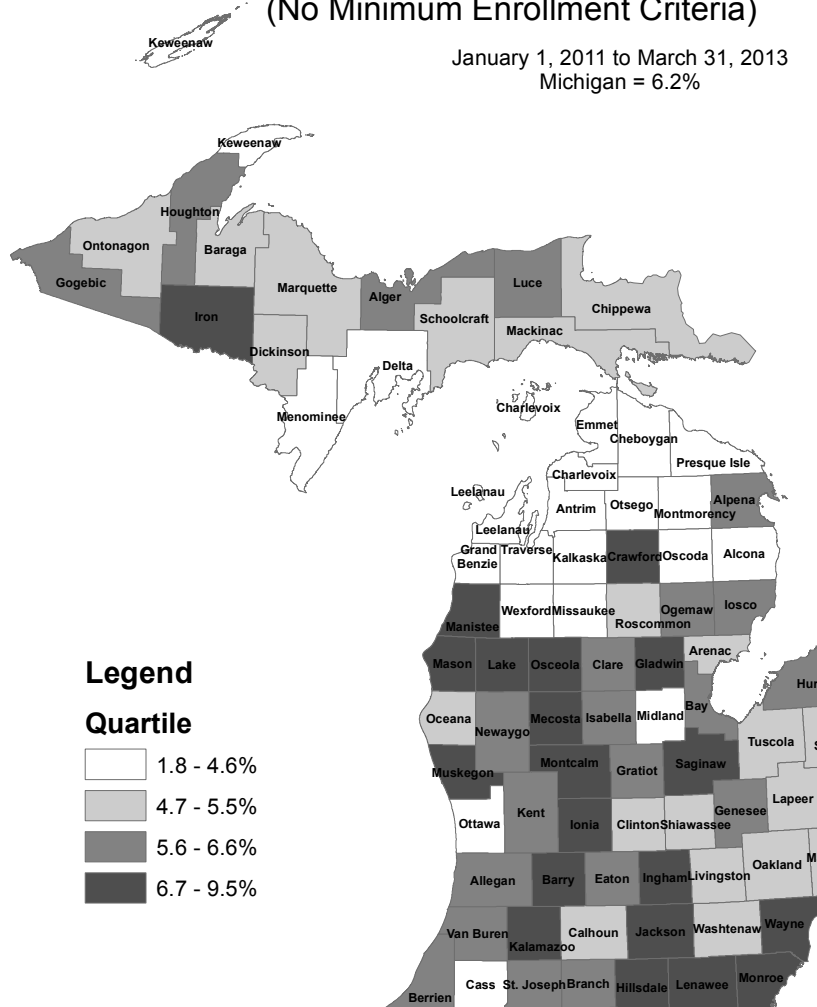 (No Minimum Enrollment Criteria)
January 1, 2011 to March 31, 2013
Michigan = 6.2%
Keweenaw
Keweenaw
Houghton
Ontonagon
Baraga
Gogebic
Marquette
Alger
Luce
Iron
Schoolcraft
Chippewa
Mackinac
Dickinson
Delta
Menominee
Charlevoix
Emmet
Cheboygan
Presque Isle
Charlevoix
Leelanau
Antrim
Otsego
Montmorency
Alpena
Leelanau
Grand Traverse
Benzie
Kalkaska
Crawford
Oscoda
Alcona
Manistee
Wexford
Missaukee
Roscommon
Ogemaw
Iosco
Mason
Lake
Osceola
Clare
Gladwin
Arenac
Hur
Oceana
Newaygo
Mecosta
Isabella
Midland
Bay
Tuscola
S
Muskegon
Montcalm
Gratiot
Saginaw
Ottawa
Kent
Ionia
Clinton
Shiawassee
Genesee
Lapeer
Allegan
Barry
Eaton
Ingham
Livingston
Oakland
M
Van Buren
Kalamazoo
Calhoun
Jackson
Washtenaw
Wayne
Berrien
Cass
St. Joseph
Branch
Hillsdale
Lenawee
Monroe
Legend
Quartile
1.8 - 4.6%
4.7 - 5.5%
5.6 - 6.6%
6.7 - 9.5%